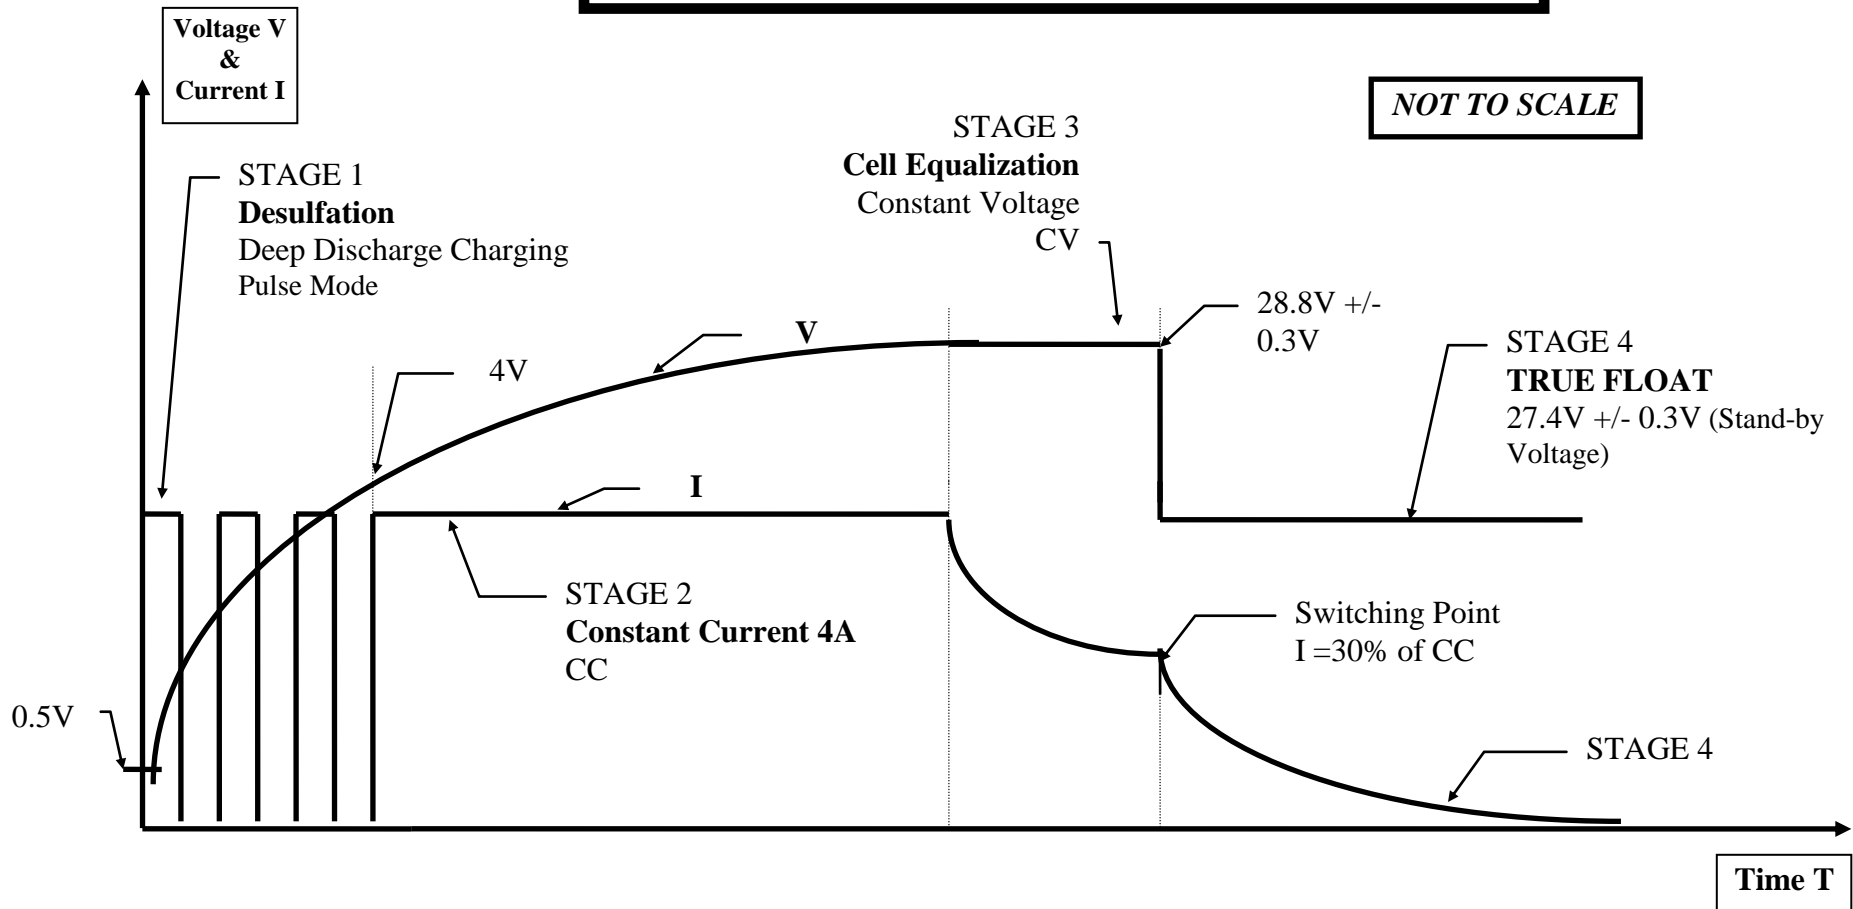 Voltage V
&
Current I
NOT TO SCALE
STAGE 3
Cell Equalization
Constant Voltage
CV
STAGE 1
Desulfation
Deep Discharge Charging
Pulse Mode
28.8V +/-
0.3V
V
STAGE 4
TRUE FLOAT
27.4V +/- 0.3V (Stand-by
Voltage)
4V
I
STAGE 2
Constant Current 4A
CC
Switching Point
I =30% of CC
0.5V
STAGE 4
Time T